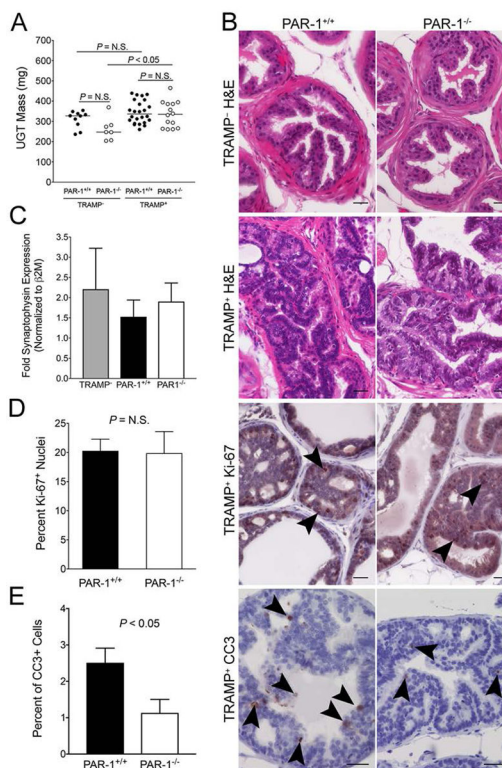 A
P = N.S.
P < 0.05
P = N.S.
P = N.S.
UGT Mass (mg)
700
600
500
400
300
200
100
0
PAR-1+/+ PAR-1-/- PAR-1+/+ PAR-1-/-
TRAMP- TRAMP+
B
PAR-1+/+ PAR-1-/-
TRAMP- H&E
TRAMP+ H&E
TRAMP+ Ki-67
TRAMP+ CC3
C
Fold Synaptophysin Expression
(Normalized to β2M)
3.5
3.0
2.5
2.0
1.5
1.0
0.5
0.0
TRAMP- PAR-1+/+ PAR1-/-
D
P = N.S.
Percent Ki-67+ Nuclei
25
20
15
10
5
0
PAR-1+/+ PAR-1-/-
E
P < 0.05
Percent of CC3+ Cells
4
3
2
1
0
PAR-1+/+ PAR-1-/-